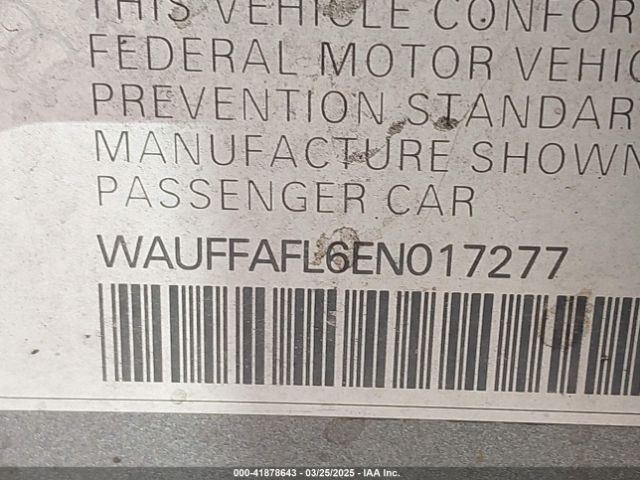 THIS VEHICLE CONFOR
FEDERAL MOTOR VEHIC
PREVENTION STANDAR
MANUFACTURE SHOWN
PASSENGER CAR
WAUFFAFL6EN017277
000-41878643 - 03/25/2025 - IAA Inc.